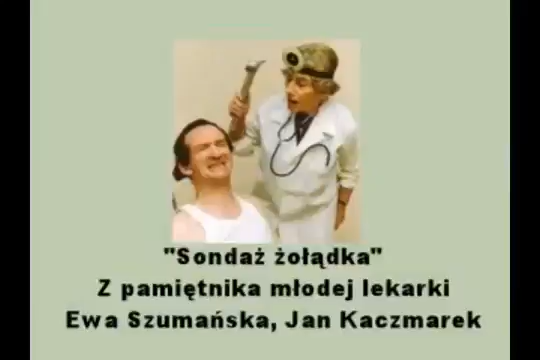 "Sondaż żołądka"
Z pamiętnika młodej lekarki
Ewa Szumańska, Jan Kaczmarek